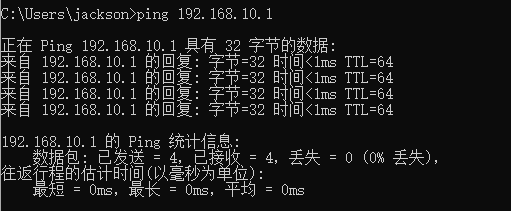 C:\Users\jackson>ping 192.168.10.1
正在 Ping 192.168.10.1 具有 32 字节的数据:
来自 192.168.10.1 的回复: 字节=32 时间<1ms TTL=64
来自 192.168.10.1 的回复: 字节=32 时间<1ms TTL=64
来自 192.168.10.1 的回复: 字节=32 时间<1ms TTL=64
来自 192.168.10.1 的回复: 字节=32 时间<1ms TTL=64
192.168.10.1 的 Ping 统计信息:
数据包: 已发送 = 4, 已接收 = 4, 丢失 = 0 (0% 丢失),
往返行程的估计时间(以毫秒为单位):
最短 = 0ms, 最长 = 0ms, 平均 = 0ms